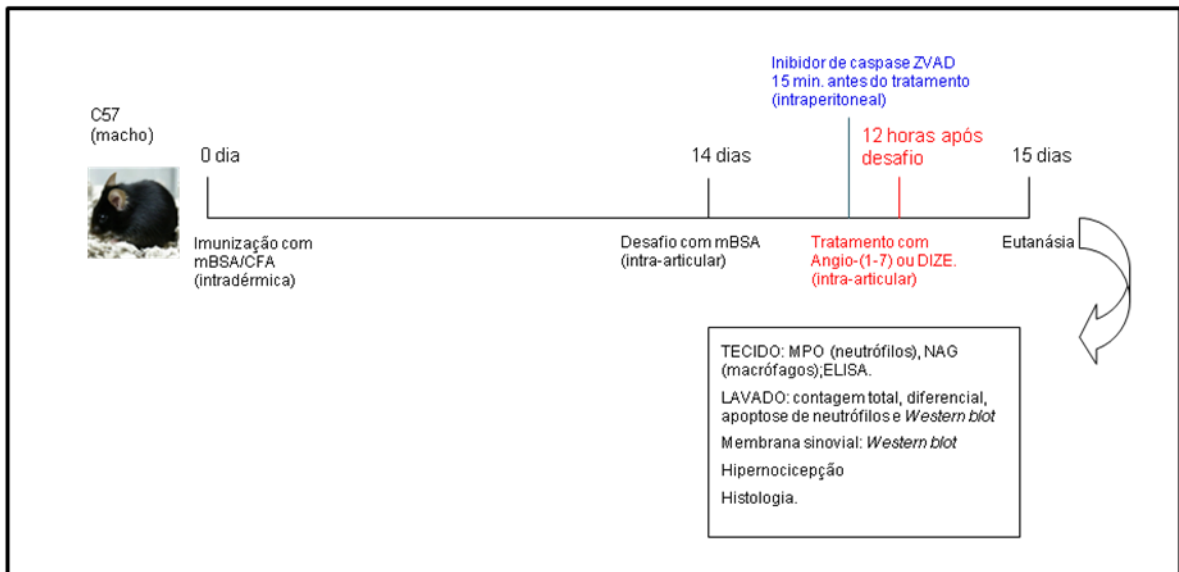 Inibidor de caspase ZVAD
15 min. antes do tratamento
(intraperitoneal)
C57
(macho)
0 dia
14 dias
12 horas após
desafio
15 dias
Imunização com
mBSA/CFA
(intradérmica)
Desafio com mBSA
(intra-articular)
Tratamento com
Angio-(1-7) ou DIZE.
(intra-articular)
Eutanásia
TECIDO: MPO (neutrófilos), NAG
(macrófagos);ELISA.
LAVADO: contagem total, diferencial,
apoptose de neutrófilos e Western blot
Membrana sinovial: Western blot
Hipernocicepção
Histologia.